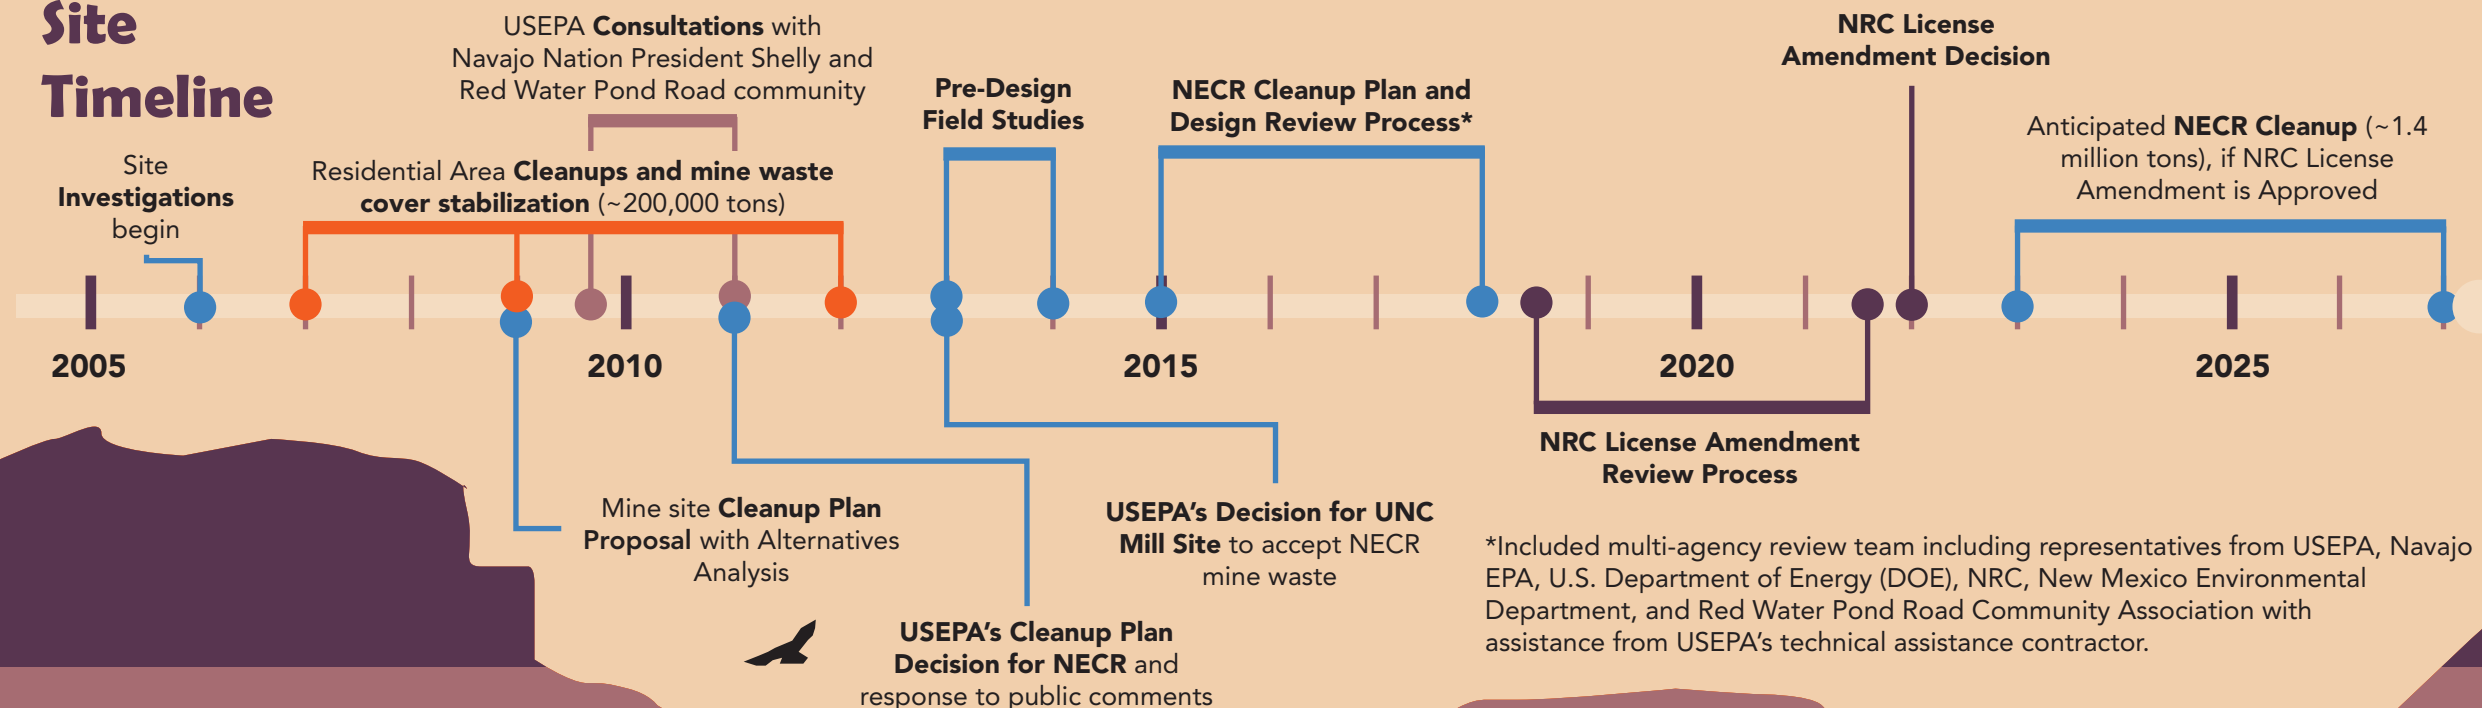 Site
Timeline
Site
Investigations
begin
USEPA Consultations with
Navajo Nation President Shelly and
Red Water Pond Road community
Residential Area Cleanups and mine waste
cover stabilization (~200,000 tons)
Pre-Design
Field Studies
NECR Cleanup Plan and
Design Review Process*
NRC License
Amendment Decision
Anticipated NECR Cleanup (~1.4
million tons), if NRC License
Amendment is Approved
2005
2010
2015
2020
2025
Mine site Cleanup Plan
Proposal with Alternatives
Analysis
USEPA’s Cleanup Plan
Decision for NECR and
response to public comments
USEPA’s Decision for UNC
Mill Site to accept NECR
mine waste
NRC License Amendment
Review Process
*Included multi-agency review team including representatives from USEPA, Navajo
EPA, U.S. Department of Energy (DOE), NRC, New Mexico Environmental
Department, and Red Water Pond Road Community Association with
assistance from USEPA’s technical assistance contractor.